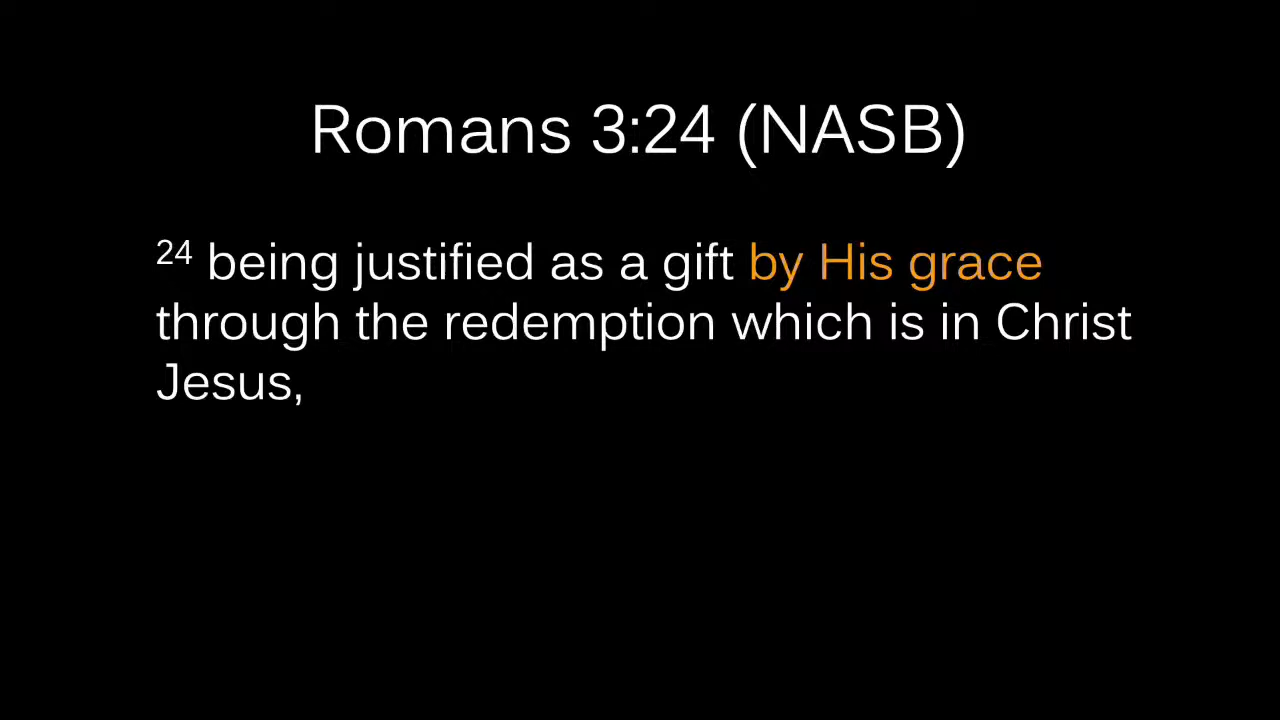 Romans 3:24 (NASB)
24 being justified as a gift by His grace
through the redemption which is in Christ
Jesus,